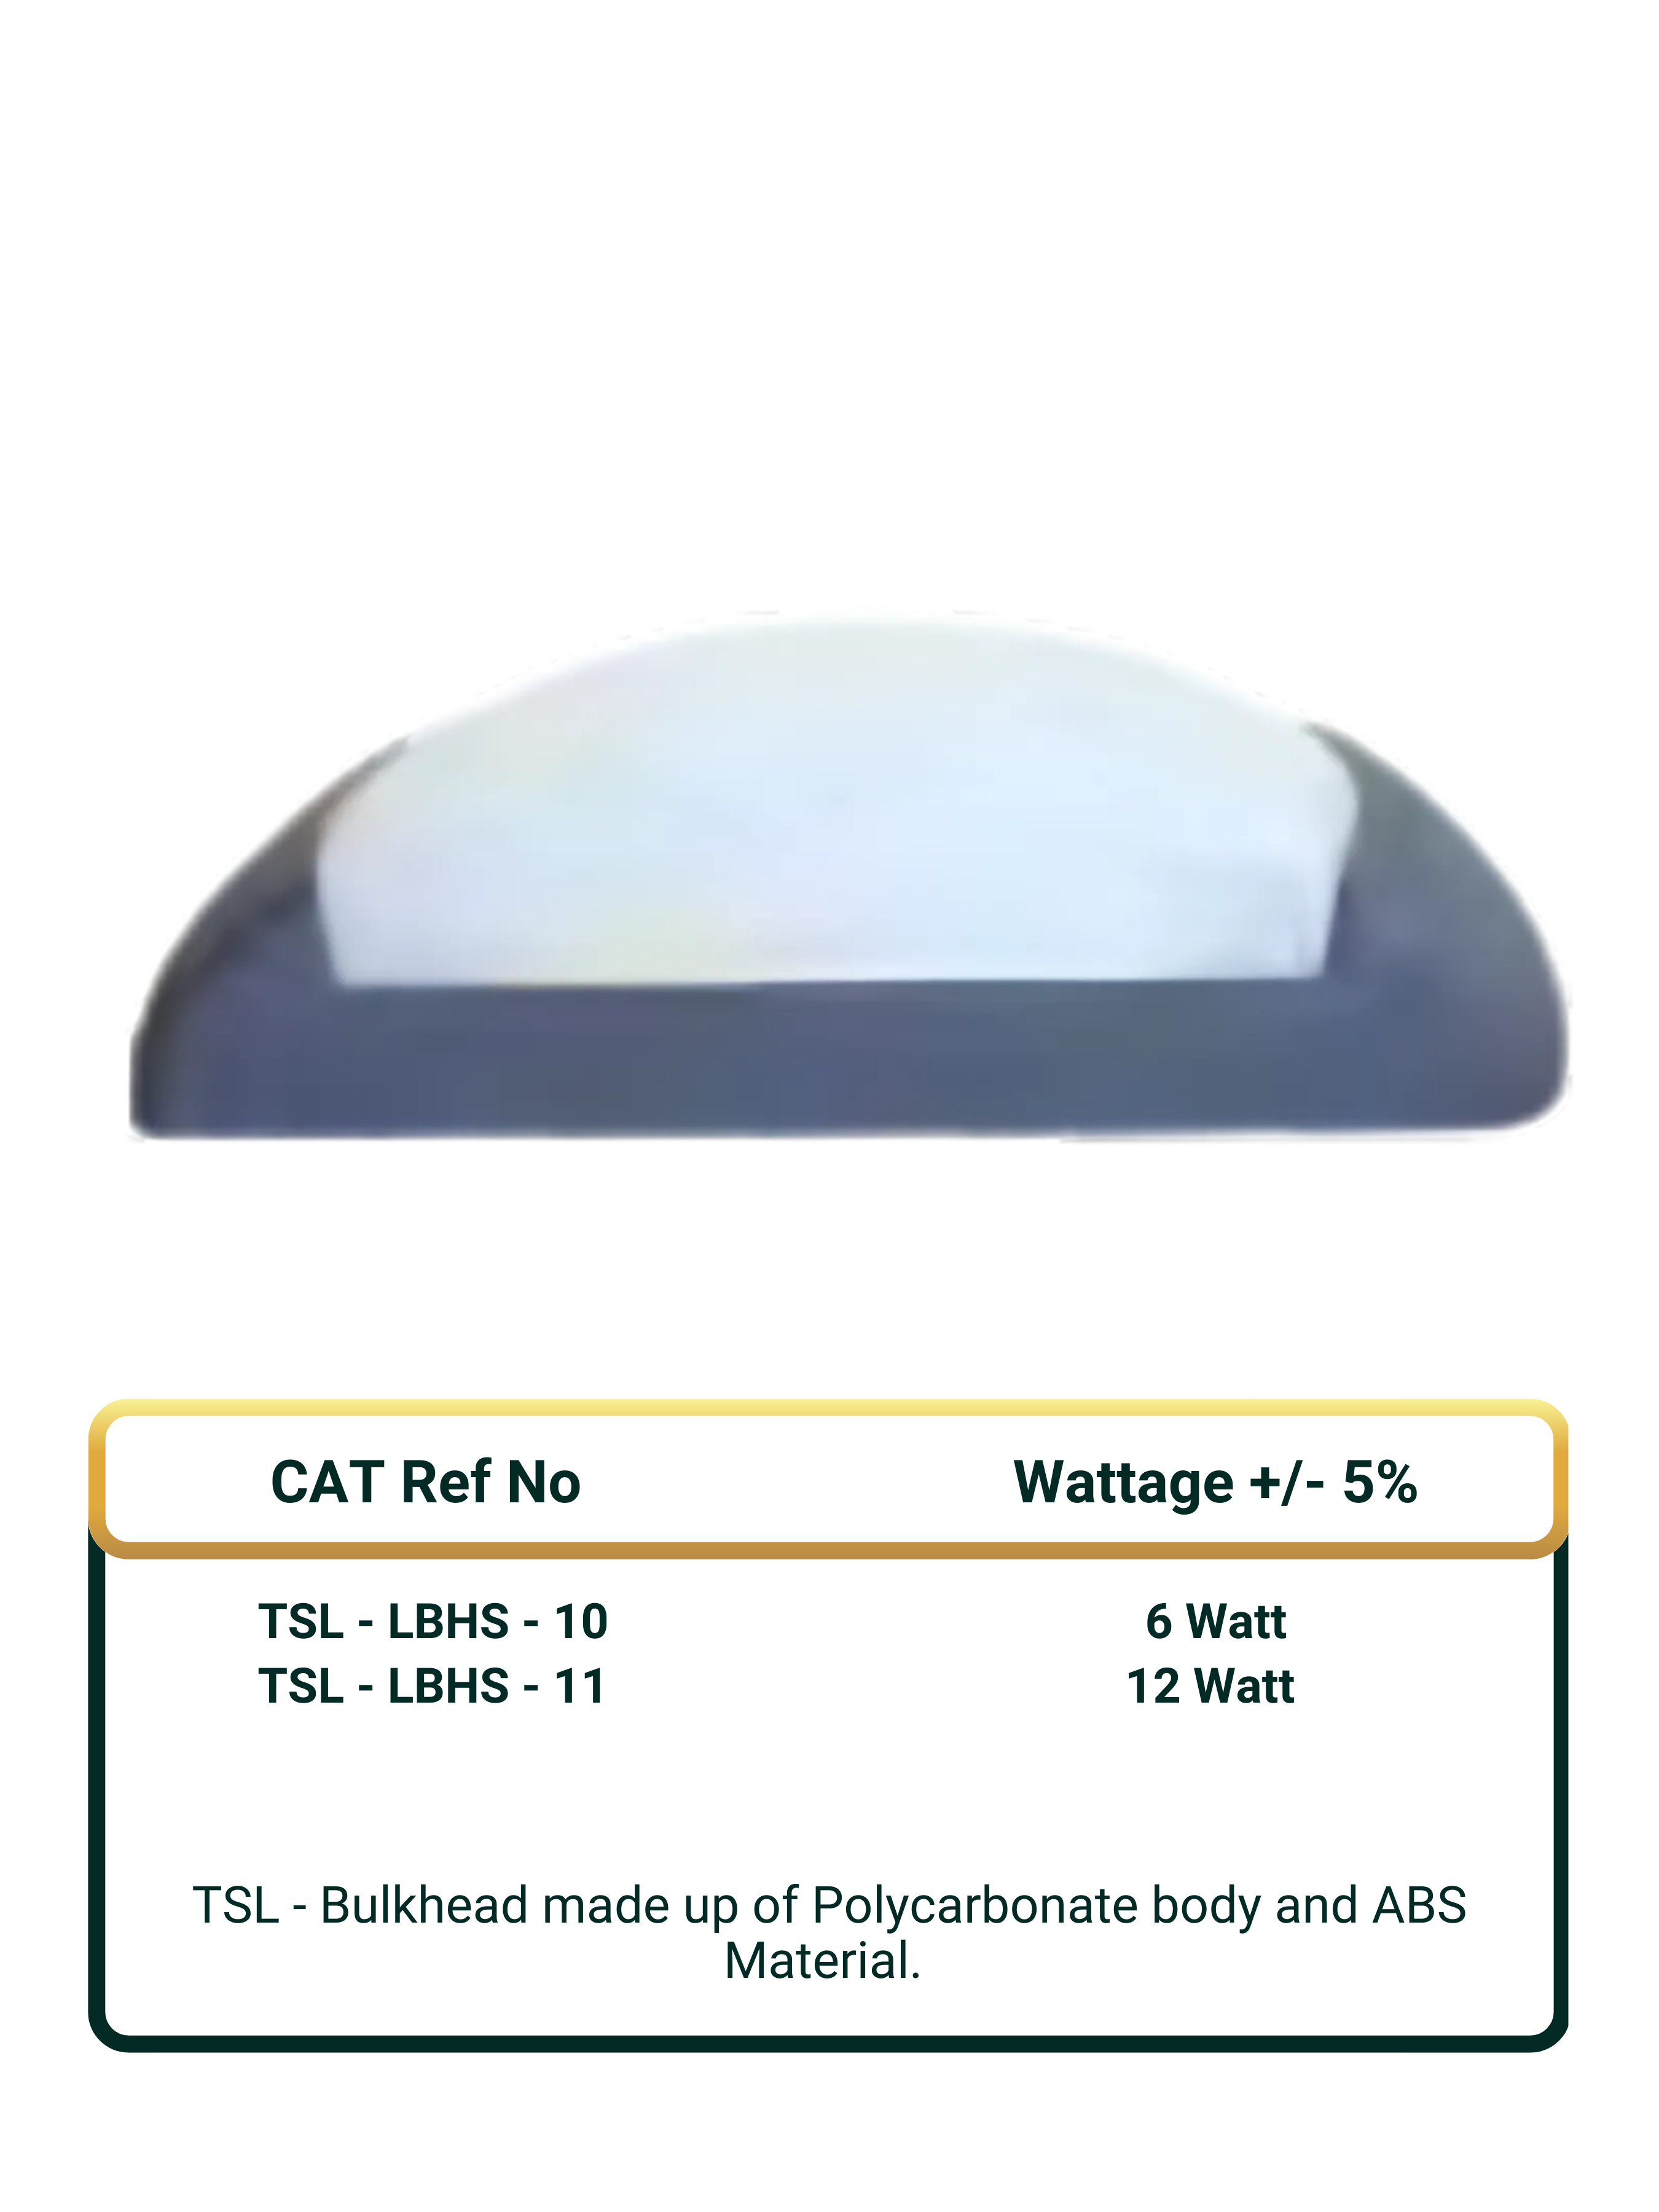 CAT Ref No Wattage +/- 5%
TSL - LBHS - 10 6 Watt
TSL - LBHS - 11 12 Watt
TSL - Bulkhead made up of Polycarbonate body and ABS
Material.